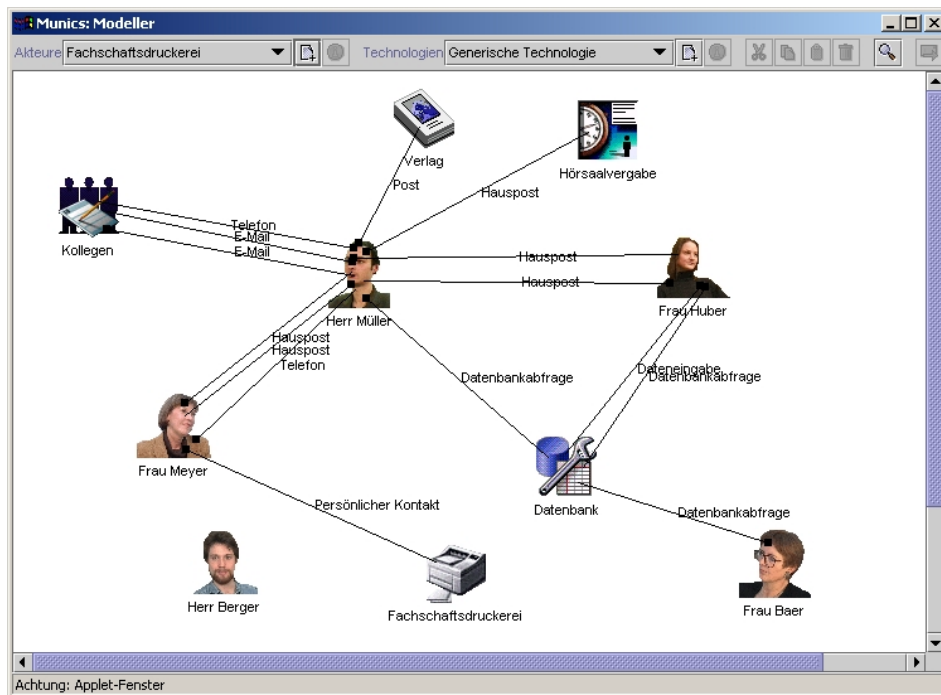 Munics: Modeller
Akteure Fachschaftsdruckerei Technologien Generische Technologie
Verlag
Hörsaalvergabe
Post
Hauspost
Kollegen
Telefon
E-Mail
E-Mail
Hauspost
Hauspost
Herr Müller
Frau Huber
Hauspost
Hauspost
Telefon
Datenbankabfrage
Dateneingabe
Datenbankabfrage
Frau Meyer
Persönlicher Kontakt
Datenbank
Datenbankabfrage
Herr Berger
Fachschaftsdruckerei
Frau Baer
Achtung: Applet-Fenster